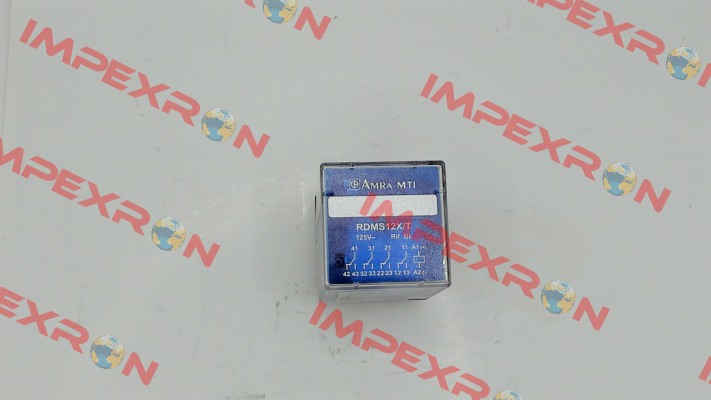 IMPEXRON
IMPEXRON
IMPEXRON
AMRA MTI
RDMS12X/T
125V
Rif.
41 31 21 11 A1
42 43 32 33 22 23 12 13 A2
IMPEXRON
IMPEXRON
IMPEXRON
IMPEXRON